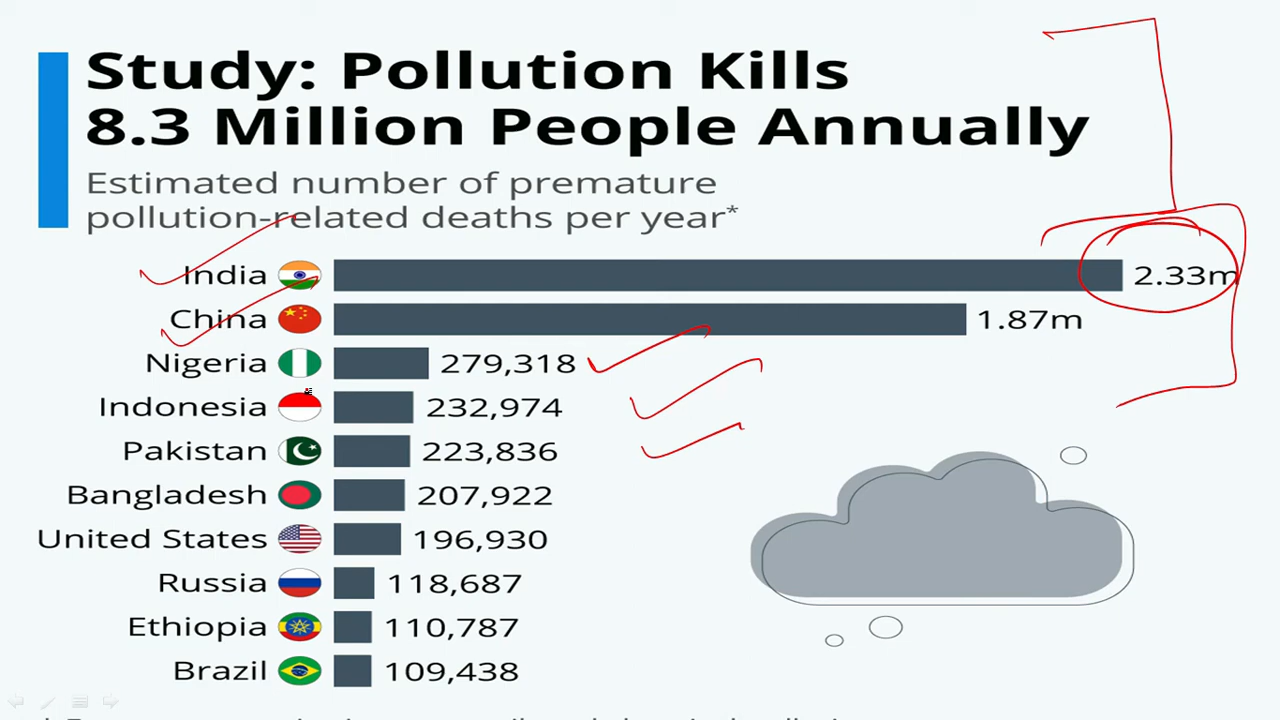 Study: Pollution Kills
8.3 Million People Annually
Estimated number of premature
pollution-related deaths per year*
India 2.33m
China 1.87m
Nigeria 279,318
Indonesia 232,974
Pakistan 223,836
Bangladesh 207,922
United States 196,930
Russia 118,687
Ethiopia 110,787
Brazil 109,438